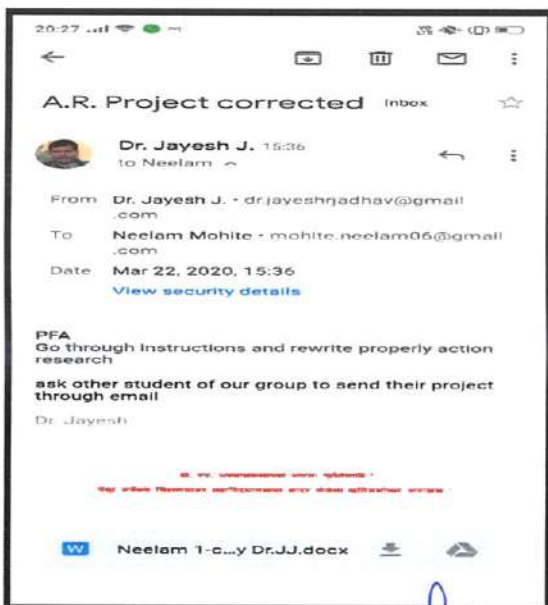 20:27
A.R. Project corrected Inbox
Dr. Jayesh J. 15:36
to Neelam
From Dr. Jayesh J. • dr.jayeshrjadhav@gmail
.com
To Neelam Mohite • mohite.neelam06@gmail
.com
Date Mar 22, 2020, 15:36
View security details
PFA
Go through instructions and rewrite properly action
research
ask other student of our group to send their project
through email
Dr. Jayesh
W Neelam 1-c...y Dr.JJ.docx